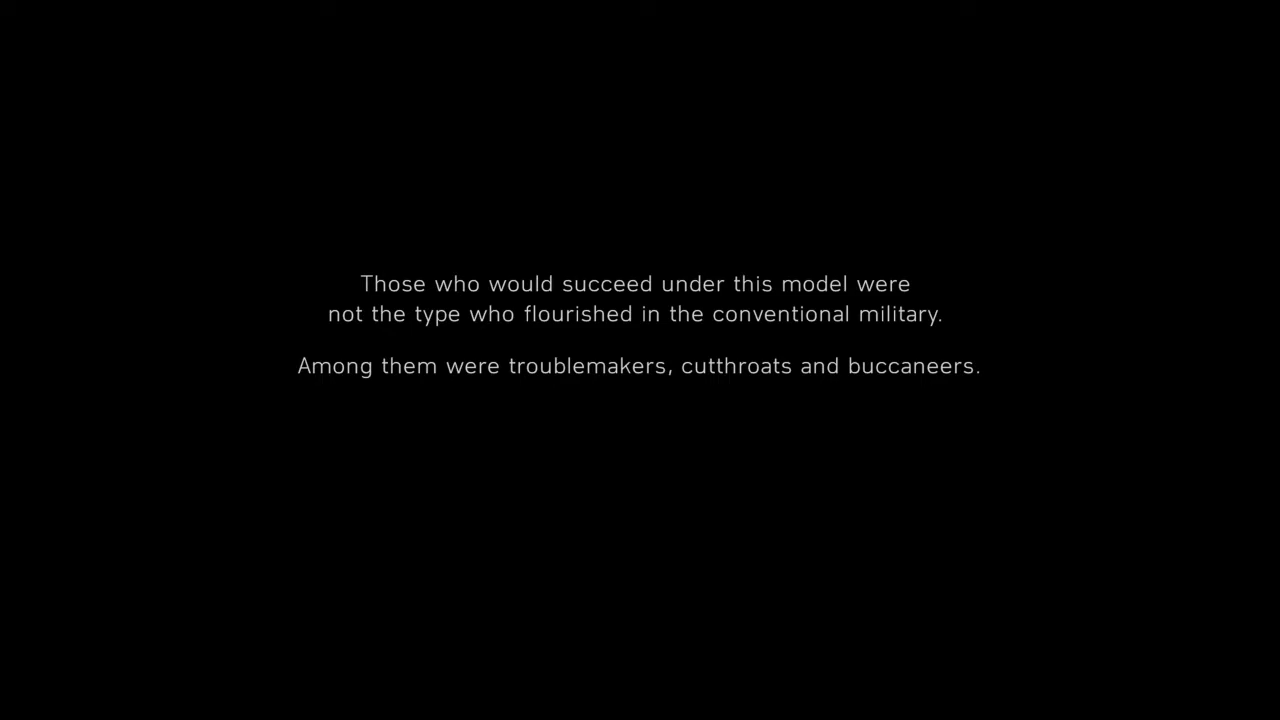 Those who would succeed under this model were
not the type who flourished in the conventional military.
Among them were troublemakers, cutthroats and buccaneers.